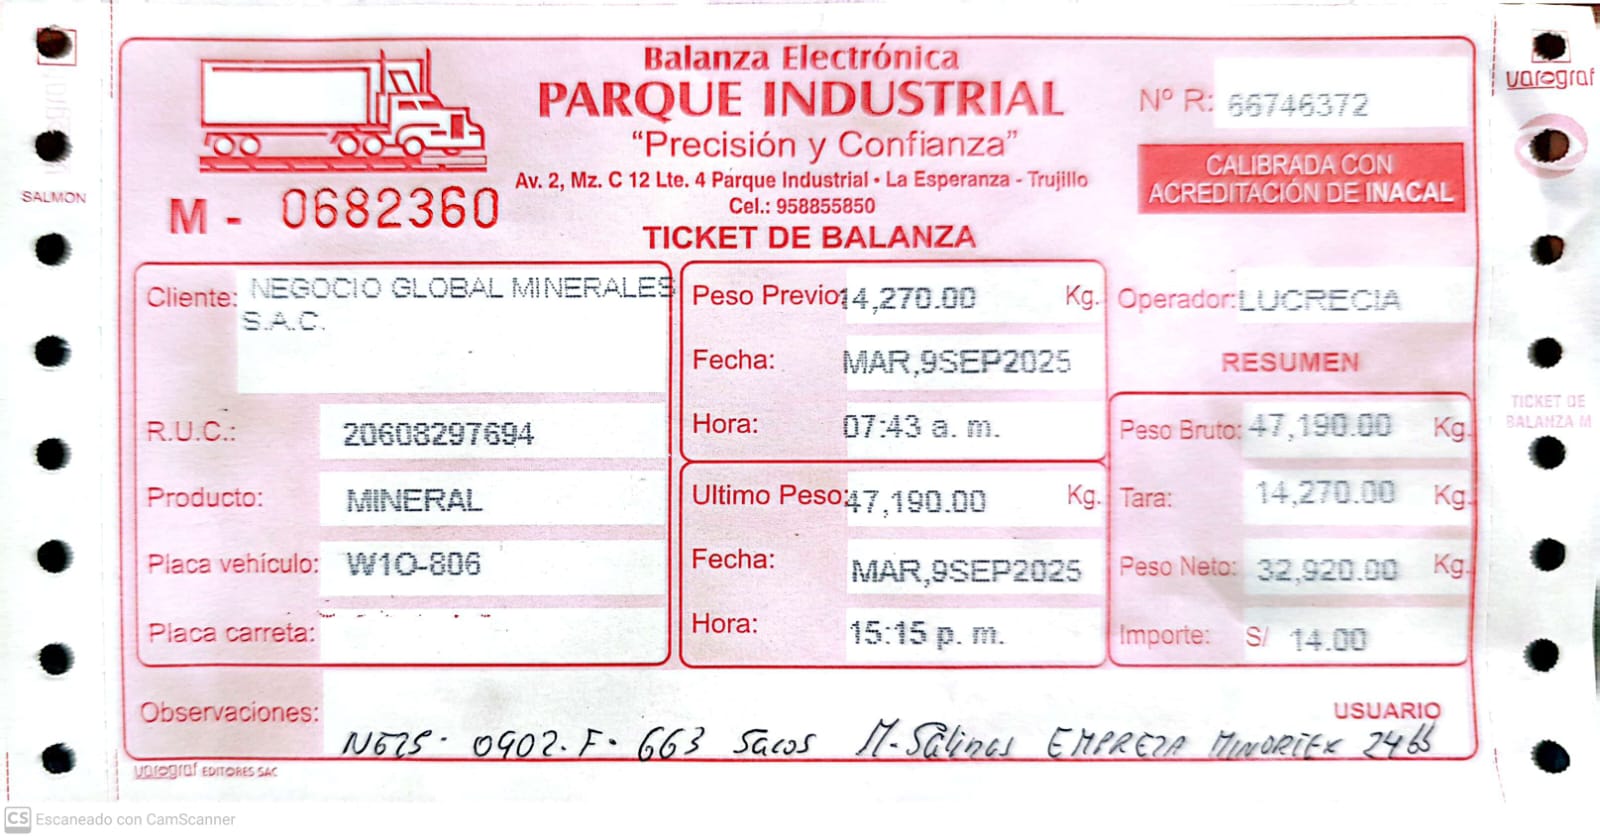 Balanza Electrónica
PARQUE INDUSTRIAL
“Precisión y Confianza”
Av. 2, Mz. C 12 Lte. 4 Parque Industrial • La Esperanza - Trujillo
Cel.: 958855850
TICKET DE BALANZA
M - 0682360
Nº R: 66746372
CALIBRADA CON
ACREDITACIÓN DE INACAL
Cliente: NEGOCIO GLOBAL MINERALES
S.A.C.
R.U.C.: 20608297694
Producto: MINERAL
Placa vehículo: W1O-806
Placa carreta:
Peso Previo: 14,270.00 Kg.
Fecha: MAR,9SEP2025
Hora: 07:43 a. m.
Ultimo Peso: 47,190.00 Kg.
Fecha: MAR,9SEP2025
Hora: 15:15 p. m.
Operador: LUCRECIA
RESUMEN
Peso Bruto: 47,190.00 Kg.
Tara: 14,270.00 Kg.
Peso Neto: 32,920.00 Kg.
Importe: S/ 14.00
USUARIO
Observaciones: 0902.F. 663 Sacos M. Salinas EMPREZA
varograf EDITORES SAC
SALMON
varograf
TICKET DE
BALANZA M
CS Escaneado con CamScanner